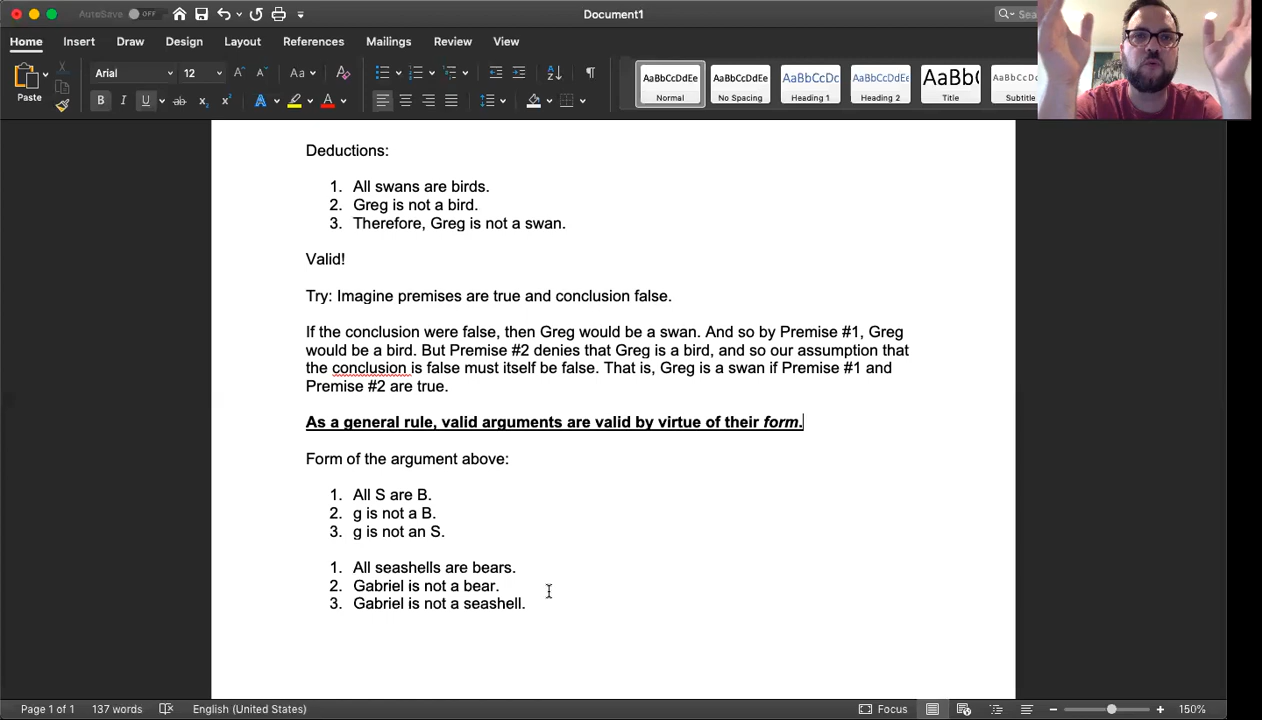 AutoSave OFF Document1 Sea
Home Insert Draw Design Layout References Mailings Review View
Paste Arial 12 Aa AaBbCcDdEe Normal AaBbCcDdEe No Spacing AaBbCcDc Heading 1 AaBbCcDdEe Heading 2 AaBb( Title AaBbCcDdE Subtitle
B I U ab x₂ x² A A
Deductions:
1. All swans are birds.
2. Greg is not a bird.
3. Therefore, Greg is not a swan.
Valid!
Try: Imagine premises are true and conclusion false.
If the conclusion were false, then Greg would be a swan. And so by Premise #1, Greg
would be a bird. But Premise #2 denies that Greg is a bird, and so our assumption that
the conclusion is false must itself be false. That is, Greg is a swan if Premise #1 and
Premise #2 are true.
As a general rule, valid arguments are valid by virtue of their form.
Form of the argument above:
1. All S are B.
2. g is not a B.
3. g is not an S.
1. All seashells are bears.
2. Gabriel is not a bear.
3. Gabriel is not a seashell.
Page 1 of 1 137 words English (United States) Focus 150%